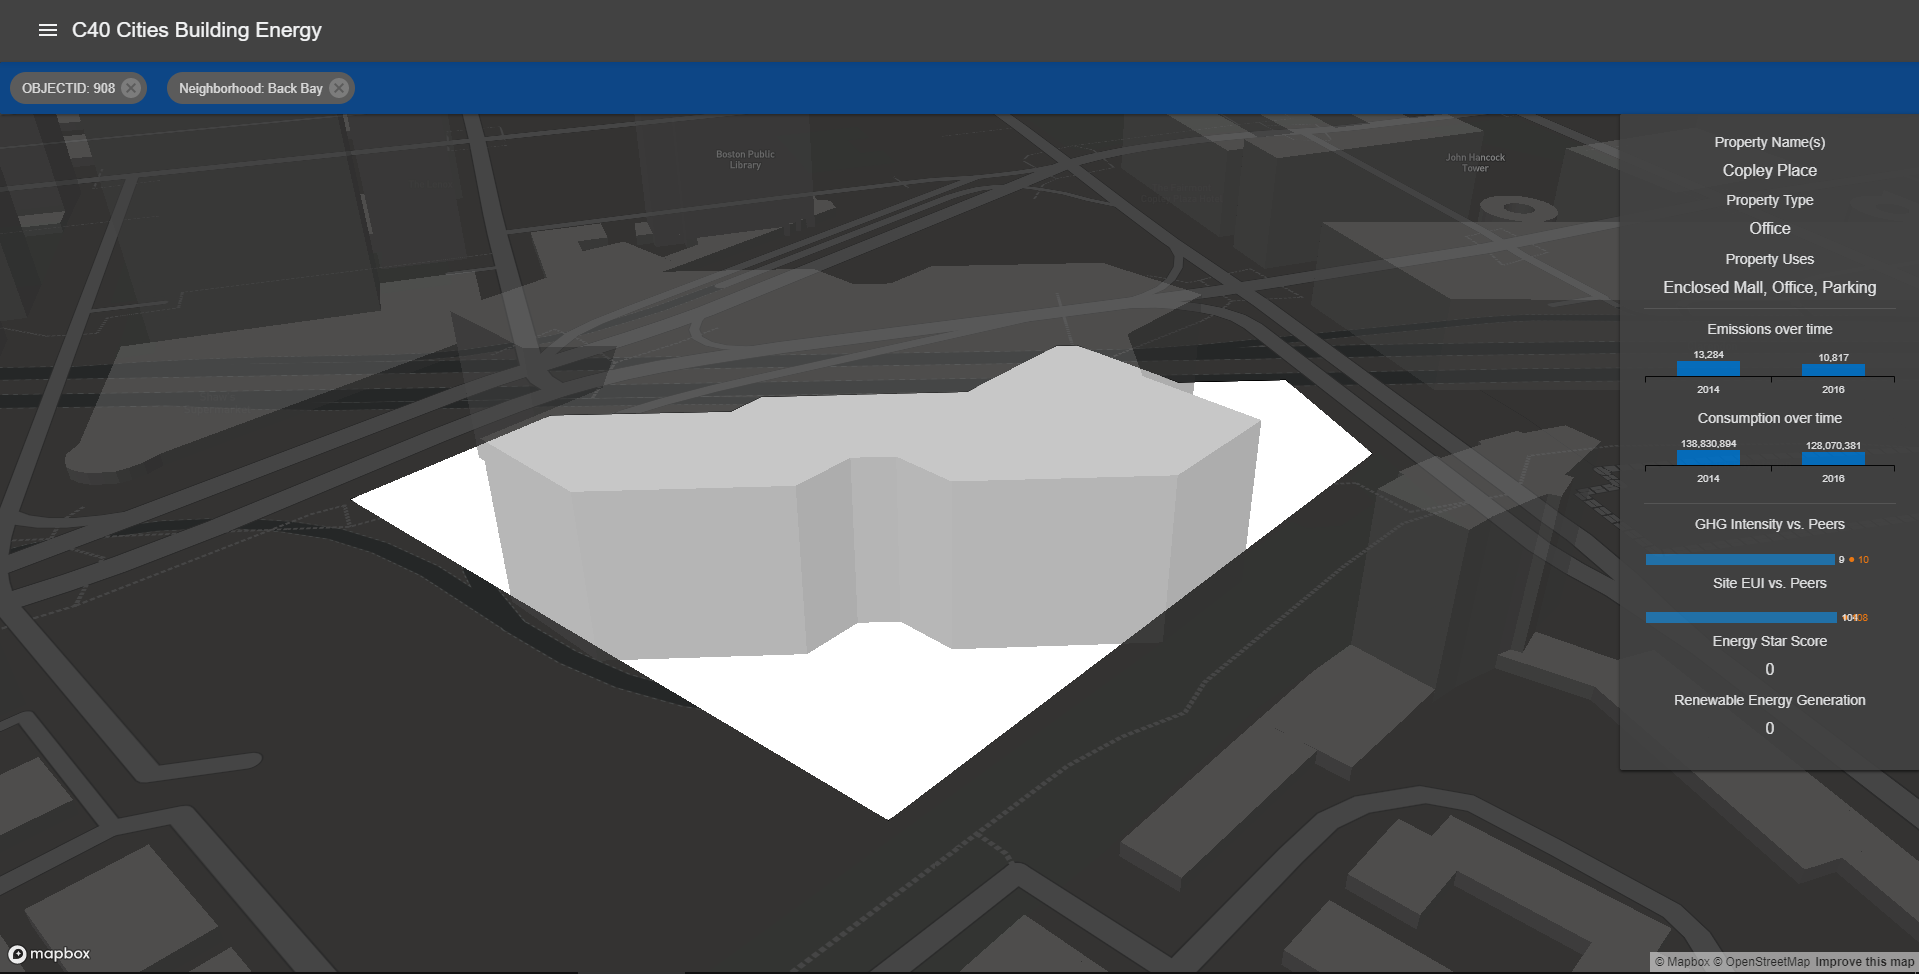 C40 Cities Building Energy
OBJECTID: 908
Neighborhood: Back Bay
Boston Public
Library
John Hancock
Tower
Property Name(s)
Copley Place
Property Type
Office
Property Uses
Enclosed Mall, Office, Parking
Emissions over time
13,284 10,817
2014 2016
Consumption over time
138,830,894 128,070,381
2014 2016
GHG Intensity vs. Peers
9 10
Site EUI vs. Peers
104
Energy Star Score
0
Renewable Energy Generation
0
mapbox
© Mapbox © OpenStreetMap Improve this map